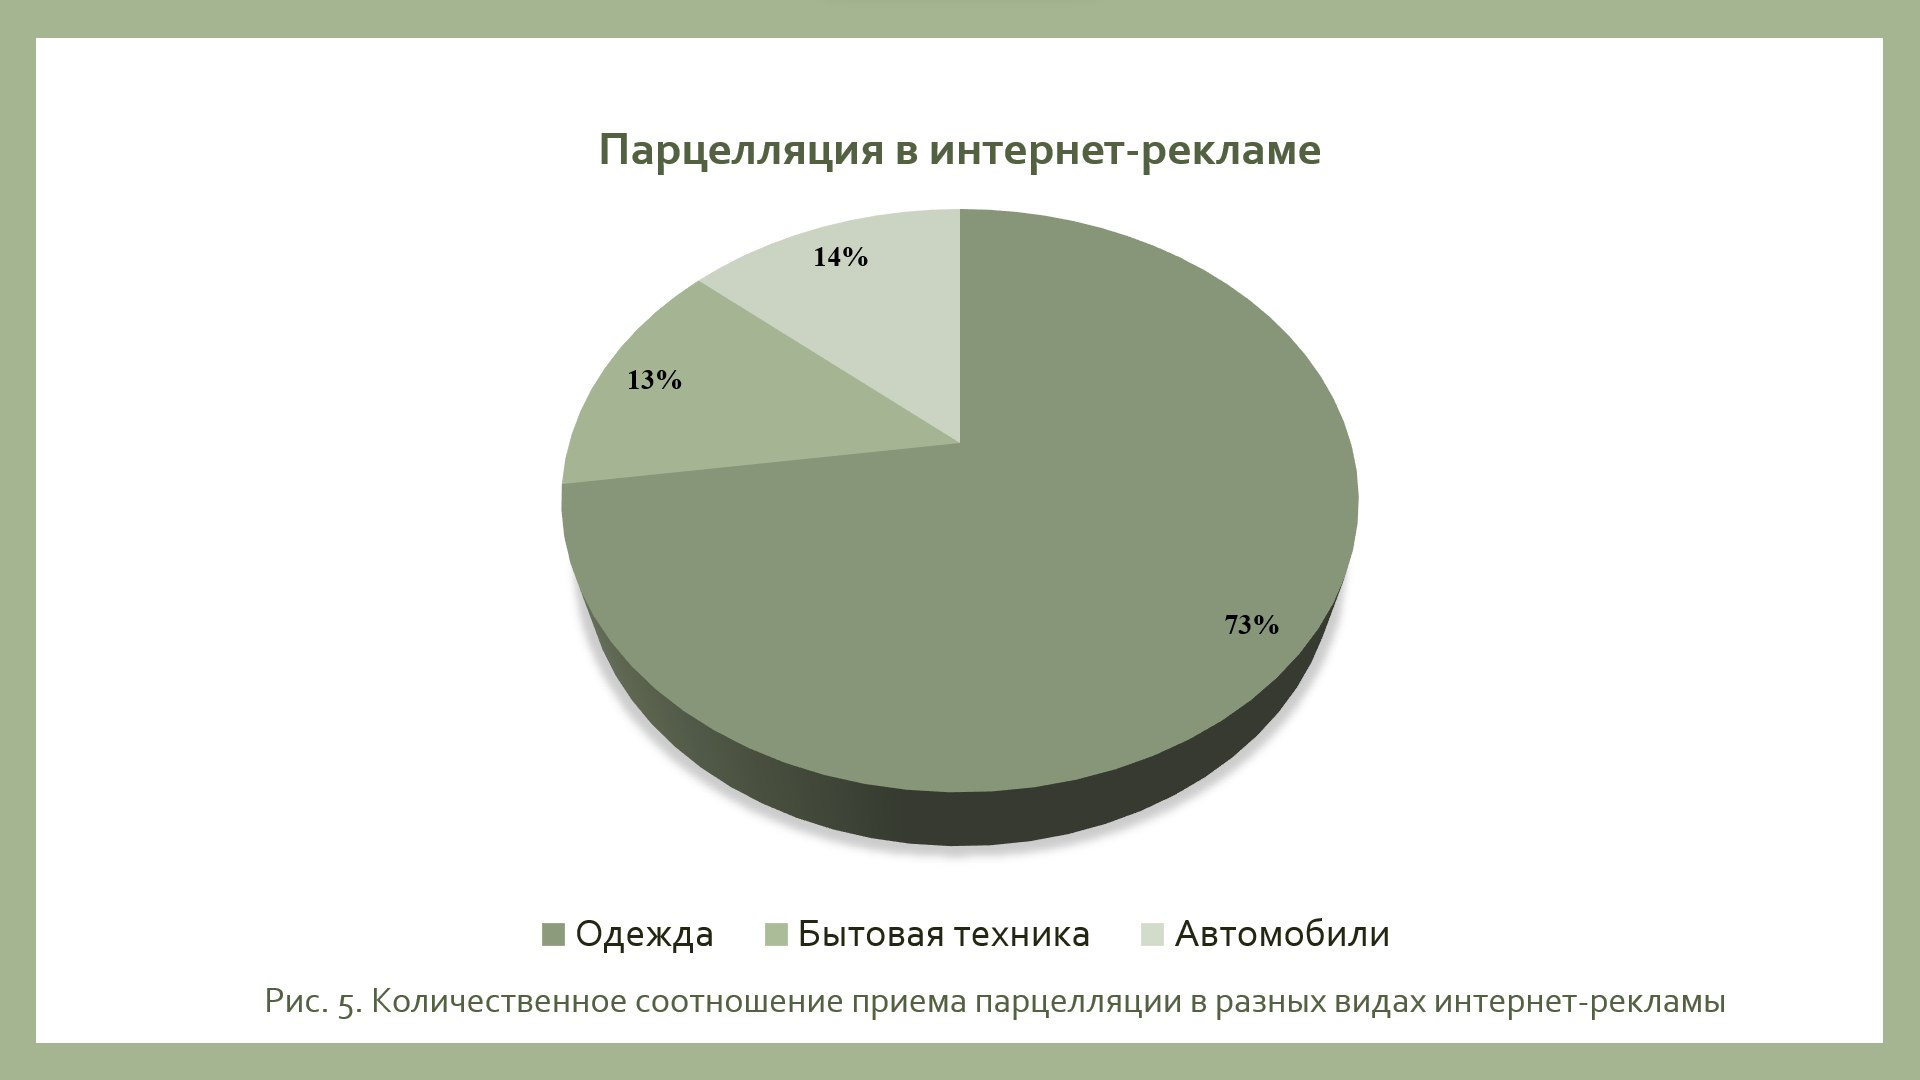 Парцелляция в интернет-рекламе
14%
13%
73%
Одежда Бытовая техника Автомобили
Рис. 5. Количественное соотношение приема парцелляции в разных видах интернет-рекламы